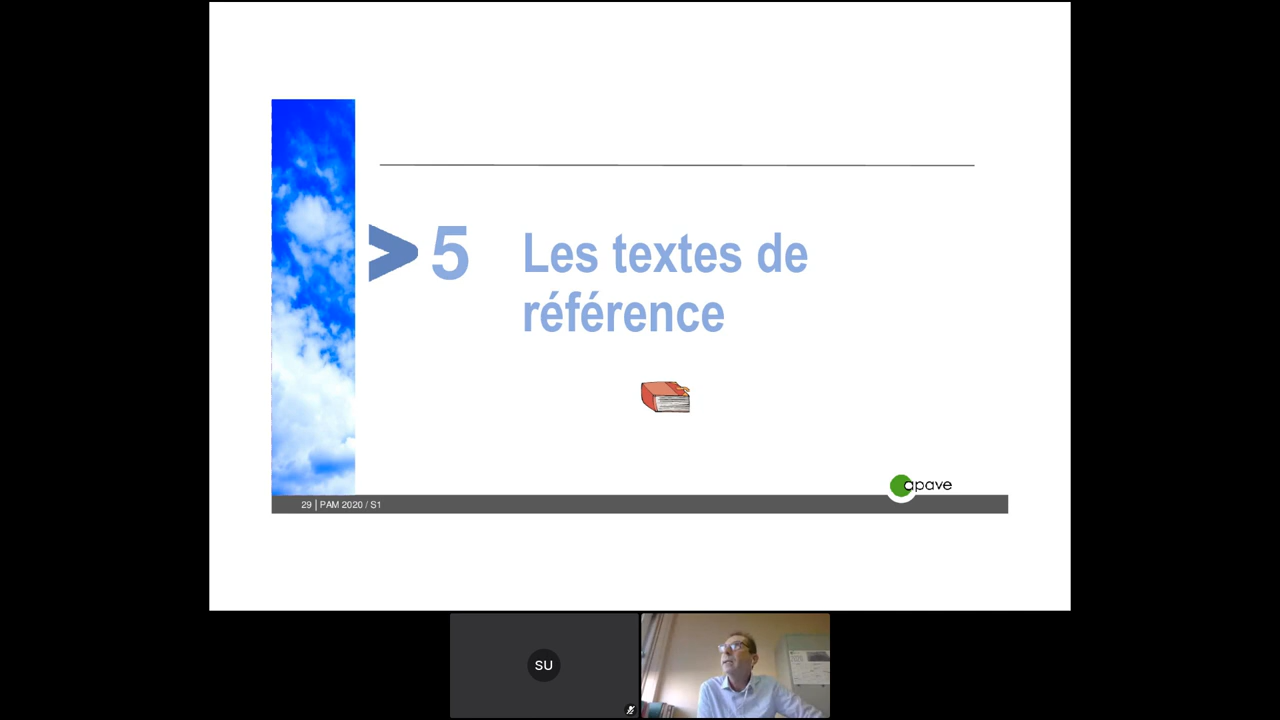 > 5 Les textes de
référence
apave
29 | PAM 2020 / S1
SU